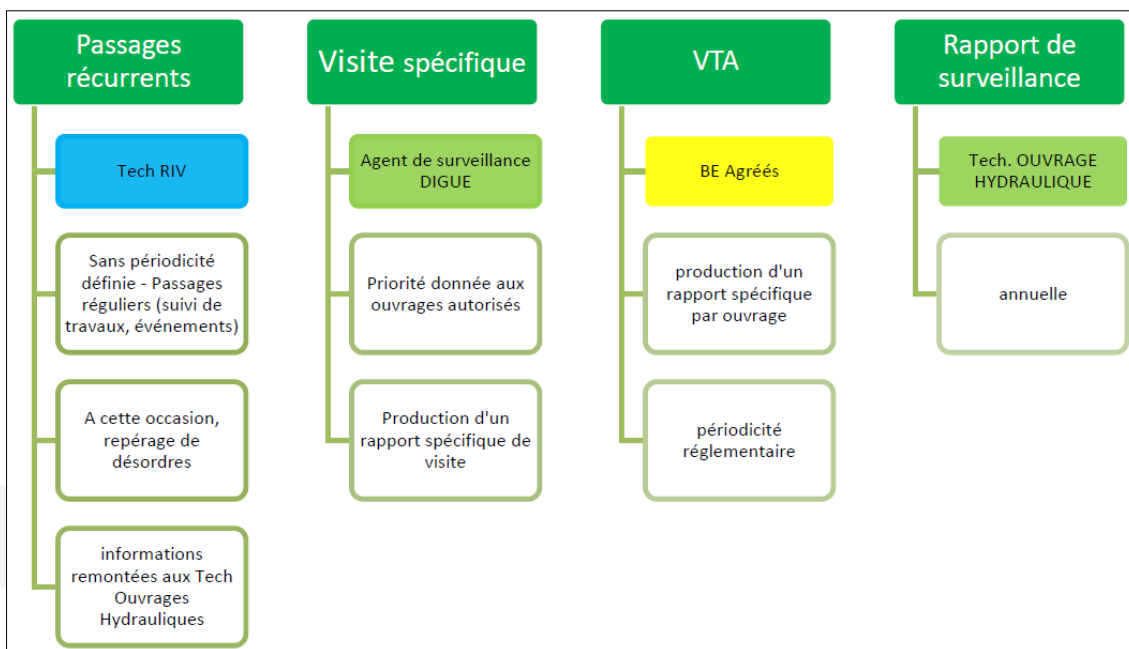 Passages
récurrents
Tech RIV
Sans périodicité
définie - Passages
réguliers (suivi de
travaux, événements)
A cette occasion,
repérage de
désordres
informations
remontées aux Tech
Ouvrages
Hydrauliques
Visite spécifique
Agent de surveillance
DIGUE
Priorité donnée aux
ouvrages autorisés
Production d'un
rapport spécifique de
visite
VTA
BE Agréés
production d'un
rapport spécifique
par ouvrage
périodicité
réglementaire
Rapport de
surveillance
Tech. OUVRAGE
HYDRAULIQUE
annuelle